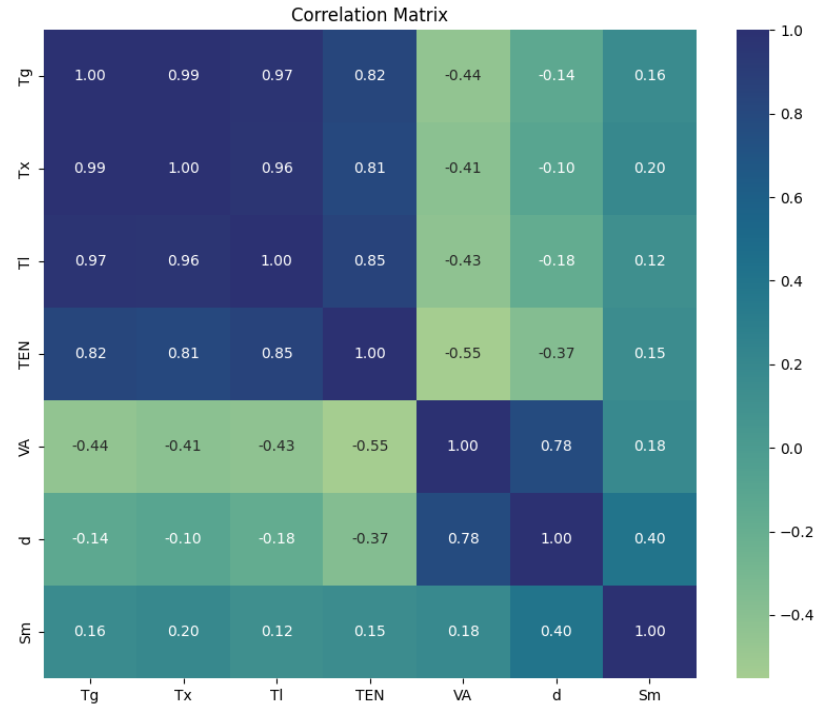 Correlation Matrix
Tg 1.00 0.99 0.97 0.82 -0.44 -0.14 0.16
Tx 0.99 1.00 0.96 0.81 -0.41 -0.10 0.20
Tl 0.97 0.96 1.00 0.85 -0.43 -0.18 0.12
TEN 0.82 0.81 0.85 1.00 -0.55 -0.37 0.15
VA -0.44 -0.41 -0.43 -0.55 1.00 0.78 0.18
d -0.14 -0.10 -0.18 -0.37 0.78 1.00 0.40
Sm 0.16 0.20 0.12 0.15 0.18 0.40 1.00
Tg Tx Tl TEN VA d Sm
1.0
0.8
0.6
0.4
0.2
0.0
−0.2
−0.4